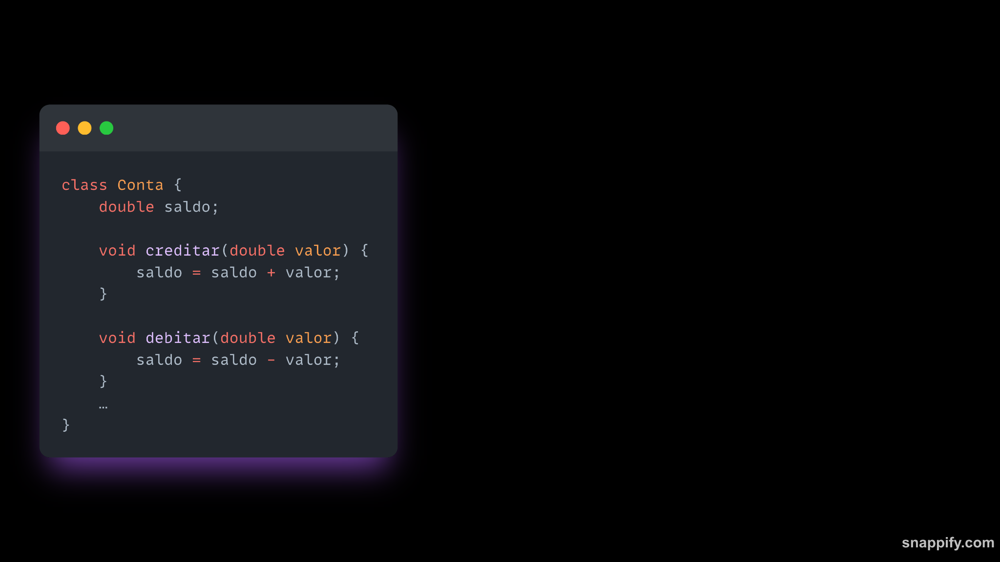 class Conta {
    double saldo;

    void creditar(double valor) {
        saldo = saldo + valor;
    }

    void debitar(double valor) {
        saldo = saldo - valor;
    }
    …
}
snappify.com